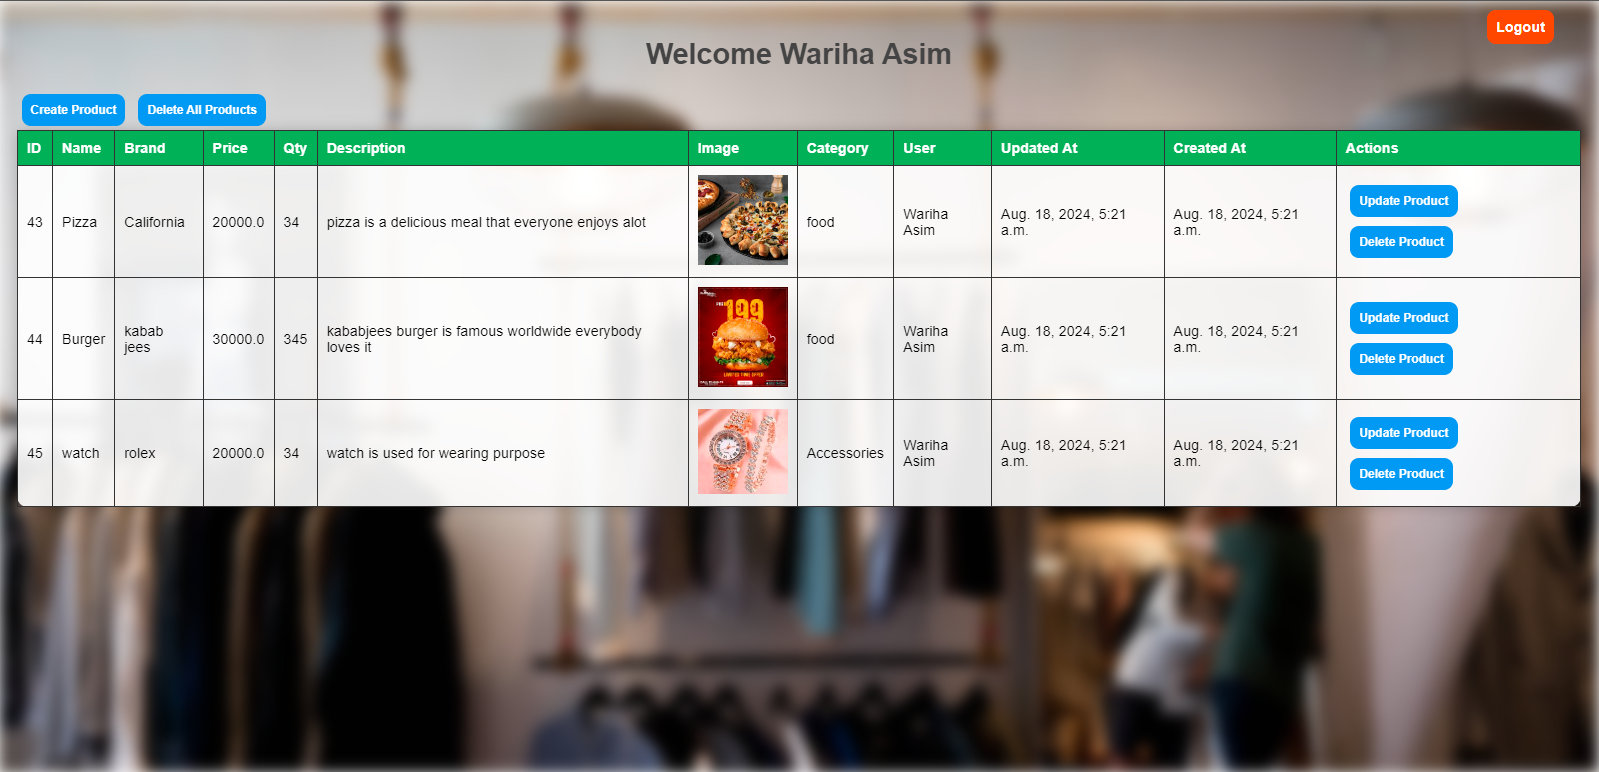 Logout
Welcome Wariha Asim
Create Product Delete All Products
ID Name Brand Price Qty Description Image Category User Updated At Created At Actions
43 Pizza California 20000.0 34 pizza is a delicious meal that everyone enjoys alot food
Wariha
Asim
Aug. 18, 2024, 5:21
a.m.
Aug. 18, 2024, 5:21
a.m.
Update Product
Delete Product
44 Burger
kabab
jees
30000.0 345
kababjees burger is famous worldwide everybody
loves it
199
LIMITED TIME OFFER
food
Wariha
Asim
Aug. 18, 2024, 5:21
a.m.
Aug. 18, 2024, 5:21
a.m.
Update Product
Delete Product
45 watch rolex 20000.0 34 watch is used for wearing purpose Accessories
Wariha
Asim
Aug. 18, 2024, 5:21
a.m.
Aug. 18, 2024, 5:21
a.m.
Update Product
Delete Product